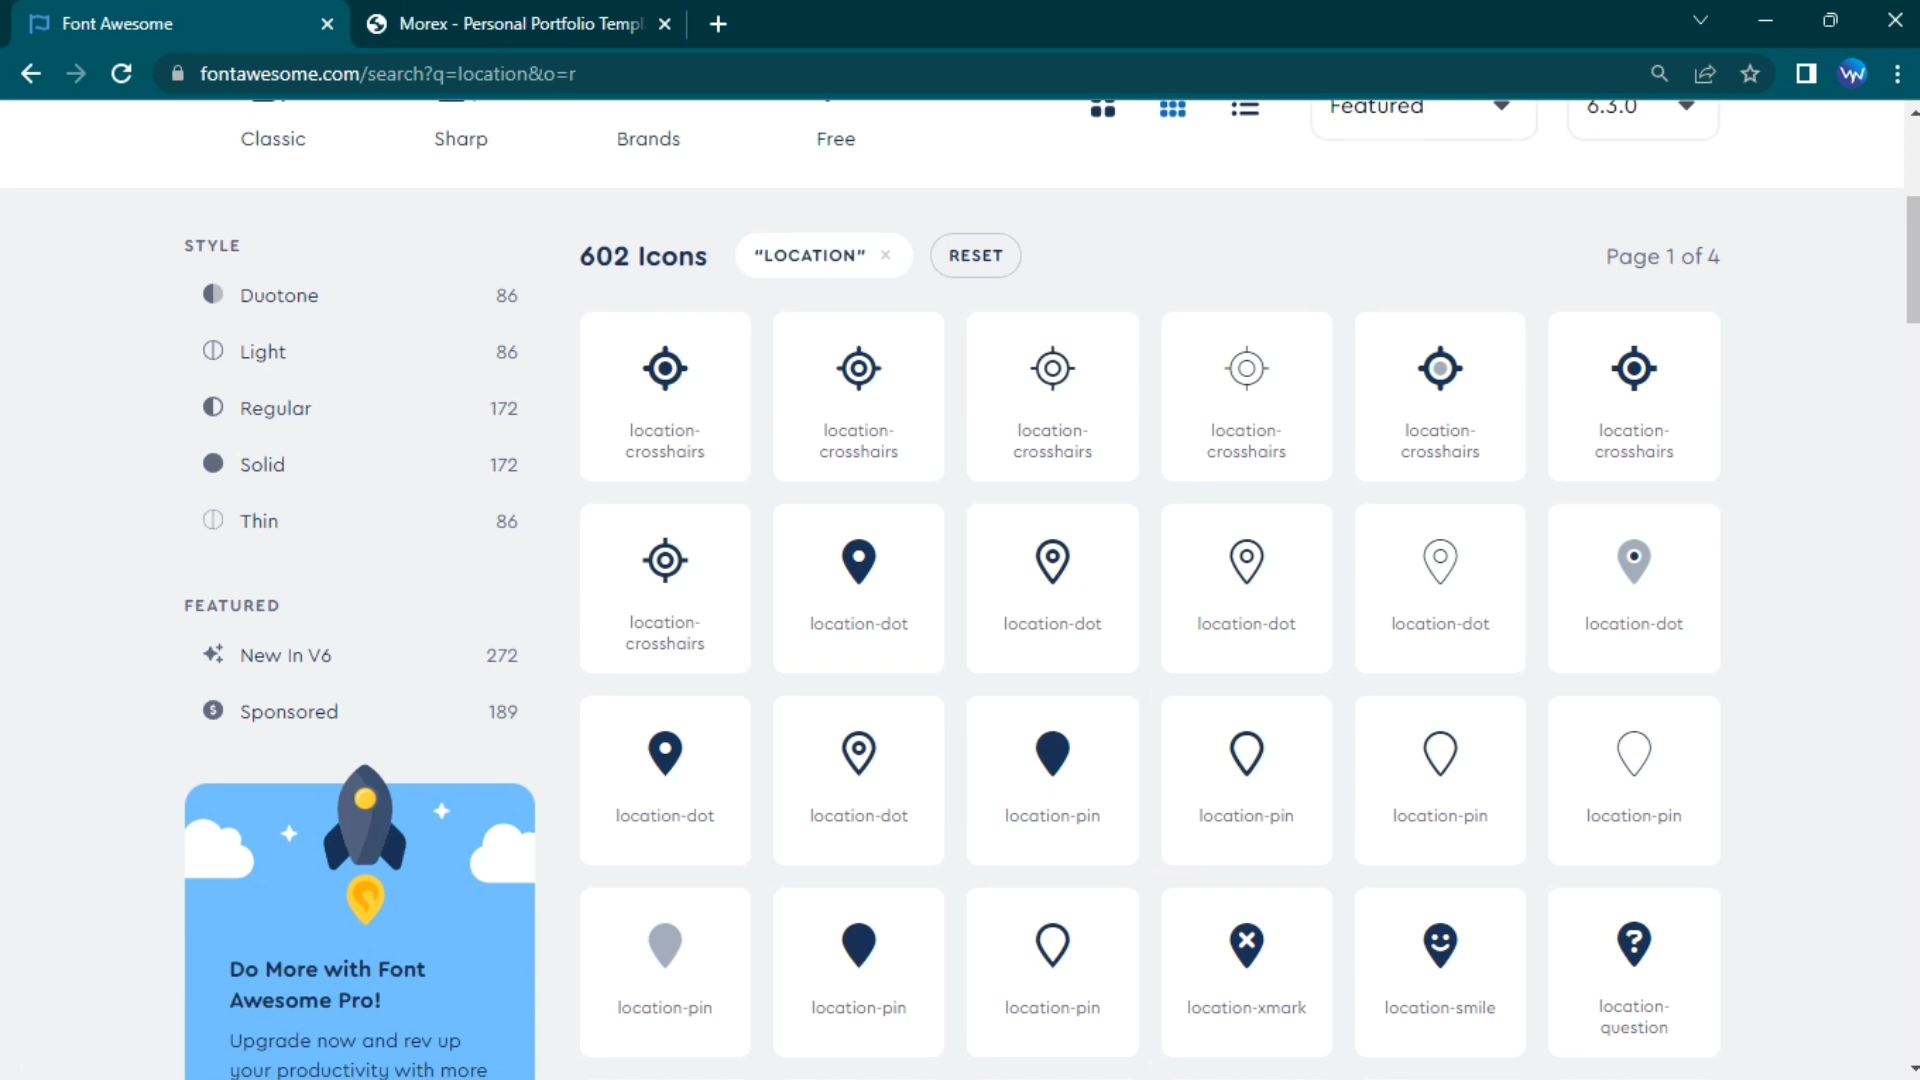 Font Awesome
Morex - Personal Portfolio Templ
fontawesome.com/search?q=location&o=r
Classic
Sharp
Brands
Free
Featured
6.3.0
STYLE
Duotone 86
Light 86
Regular 172
Solid 172
Thin 86
FEATURED
New In V6 272
Sponsored 189
Do More with Font
Awesome Pro!
Upgrade now and rev up
your productivity with more
602 Icons
"LOCATION" ×
RESET
Page 1 of 4
location-
crosshairs
location-
crosshairs
location-
crosshairs
location-
crosshairs
location-
crosshairs
location-
crosshairs
location-
crosshairs
location-dot
location-dot
location-dot
location-dot
location-dot
location-dot
location-dot
location-pin
location-pin
location-pin
location-pin
location-pin
location-pin
location-pin
location-xmark
location-smile
location-
question